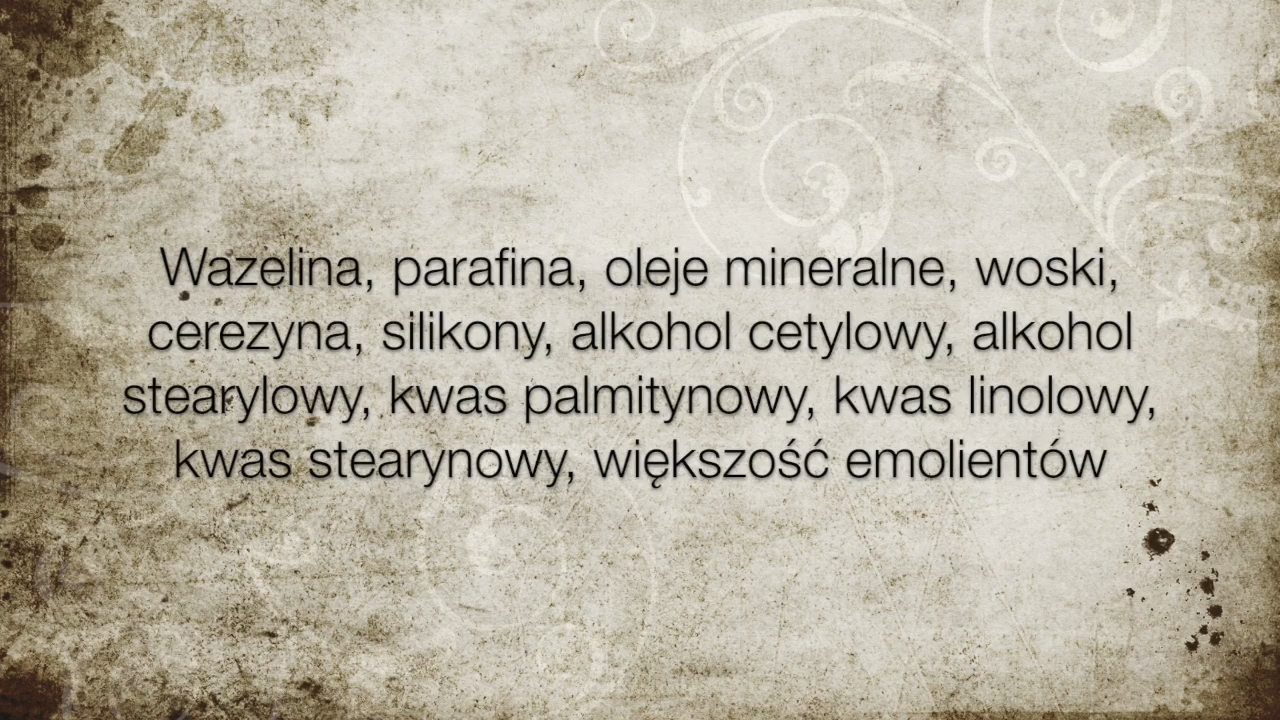 Wazelina, parafina, oleje mineralne, woski,
cerezyna, silikony, alkohol cetylowy, alkohol
stearylowy, kwas palmitynowy, kwas linolowy,
kwas stearynowy, większość emolientów